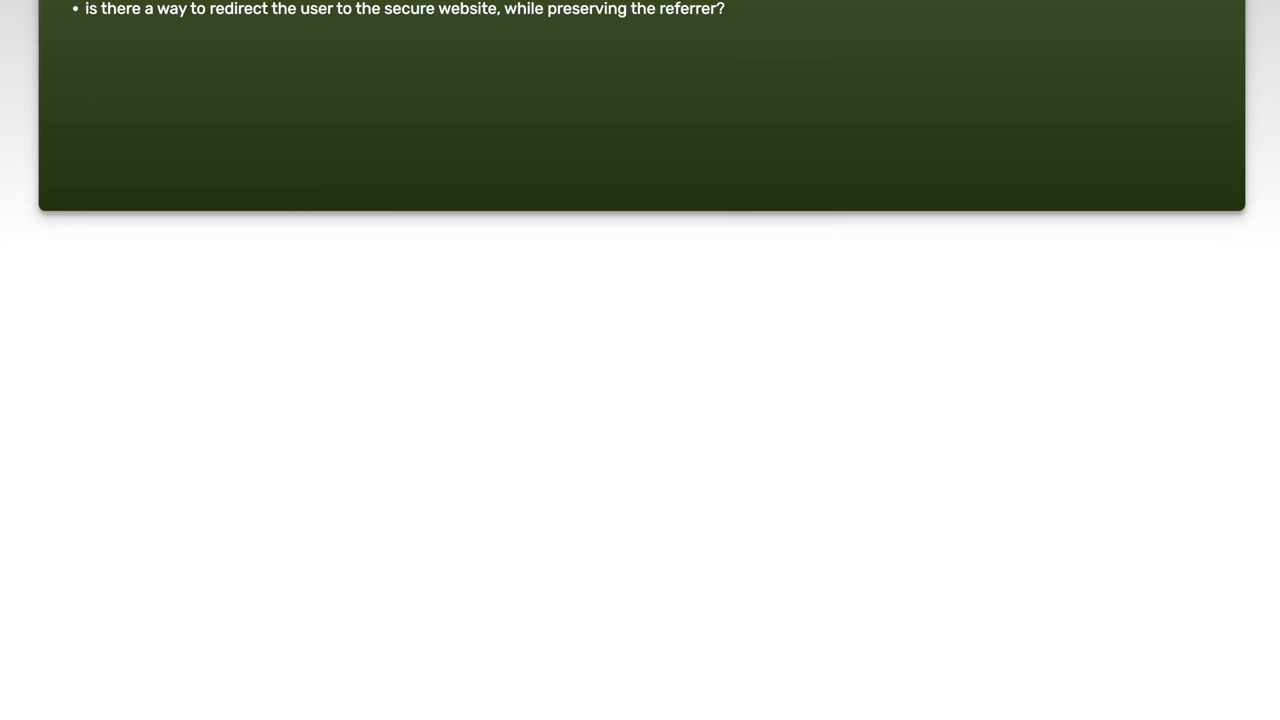 • is there a way to redirect the user to the secure website, while preserving the referrer?